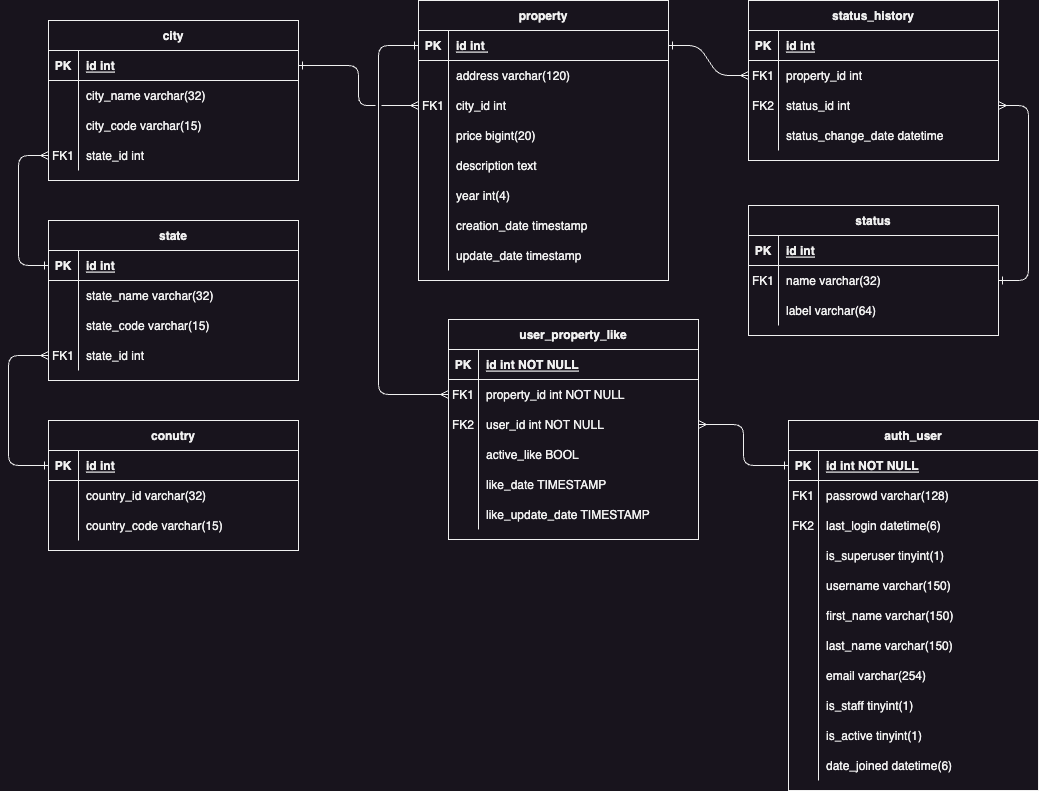 city
PK id int
city_name varchar(32)
city_code varchar(15)
FK1 state_id int
state
PK id int
state_name varchar(32)
state_code varchar(15)
FK1 state_id int
conutry
PK id int
country_id varchar(32)
country_code varchar(15)
property
PK id int
address varchar(120)
FK1 city_id int
price bigint(20)
description text
year int(4)
creation_date timestamp
update_date timestamp
user_property_like
PK id int NOT NULL
FK1 property_id int NOT NULL
FK2 user_id int NOT NULL
active_like BOOL
like_date TIMESTAMP
like_update_date TIMESTAMP
status_history
PK id int
FK1 property_id int
FK2 status_id int
status_change_date datetime
status
PK id int
FK1 name varchar(32)
label varchar(64)
auth_user
PK id int NOT NULL
FK1 passrowd varchar(128)
FK2 last_login datetime(6)
is_superuser tinyint(1)
username varchar(150)
first_name varchar(150)
last_name varchar(150)
email varchar(254)
is_staff tinyint(1)
is_active tinyint(1)
date_joined datetime(6)